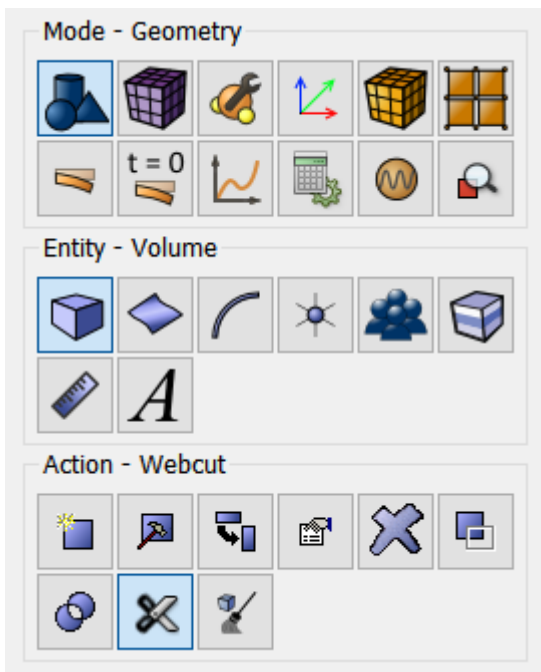 Mode - Geometry
t = 0
Entity - Volume
A
Action - Webcut